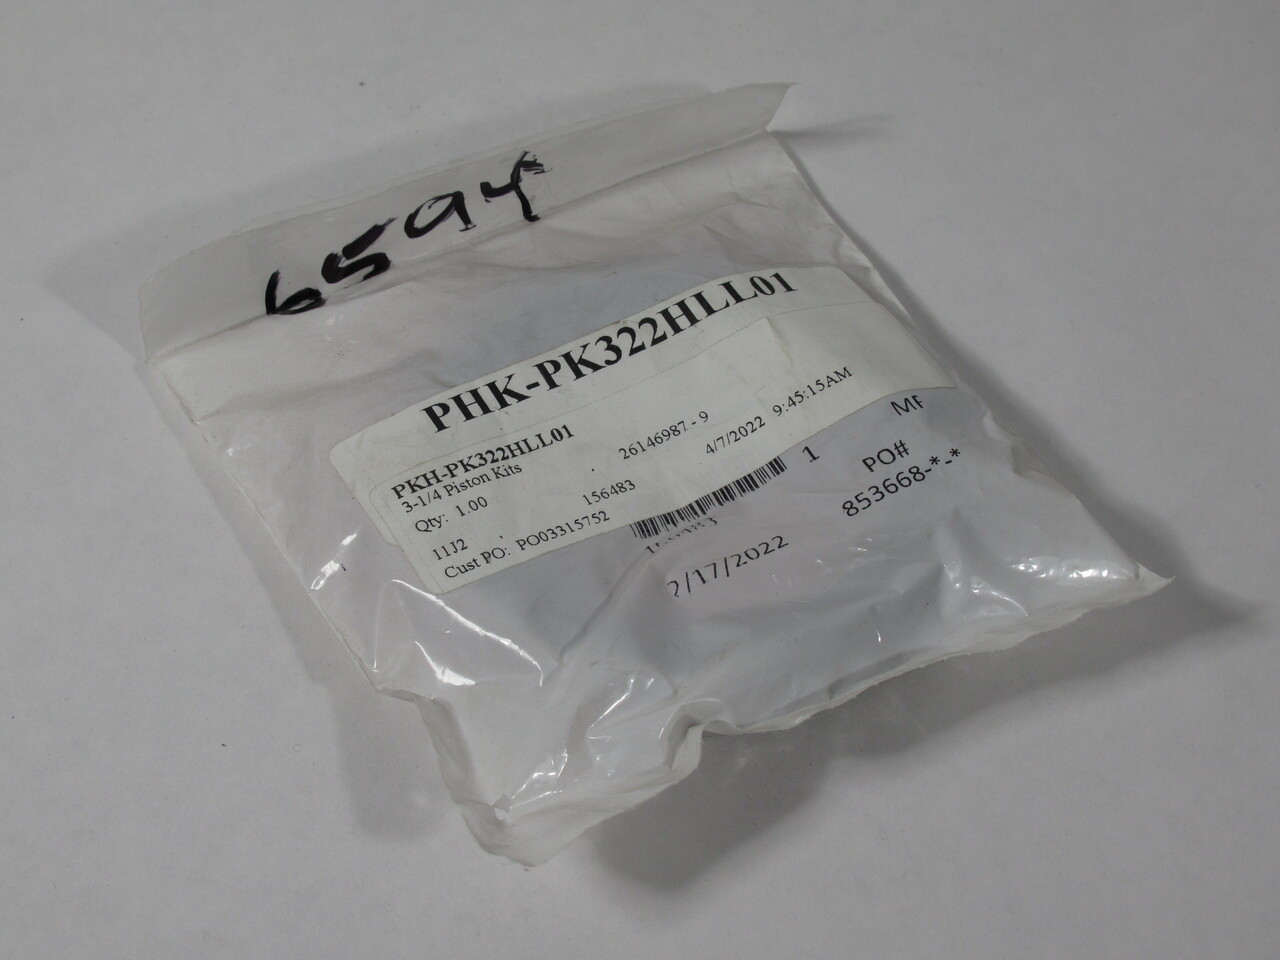 6594
PHK-PK322HLL01
PKH-PK322HLL01
3-1/4 Piston Kits
Qty: 1.00
26146987 - 9
11J2
156483
4/7/2022 9:45:15AM
Cust PO: PO03315752
1
MF
PO#
853668-*-*
2/17/2022